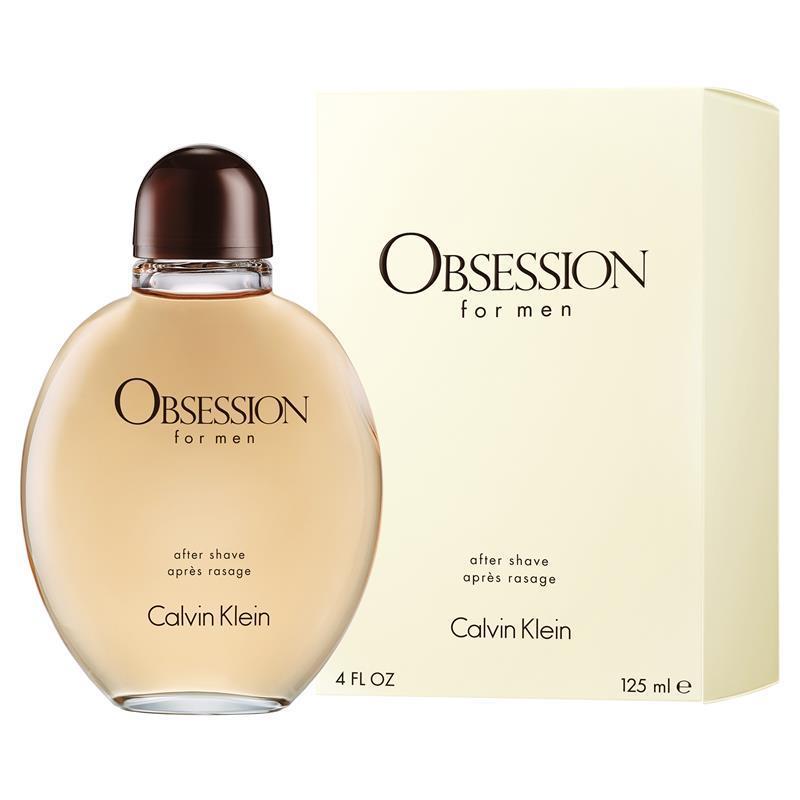 OBSESSION
for men
after shave
après rasage
Calvin Klein
OBSESSION
for men
after shave
après rasage
Calvin Klein
4 FL OZ
125 ml ℮